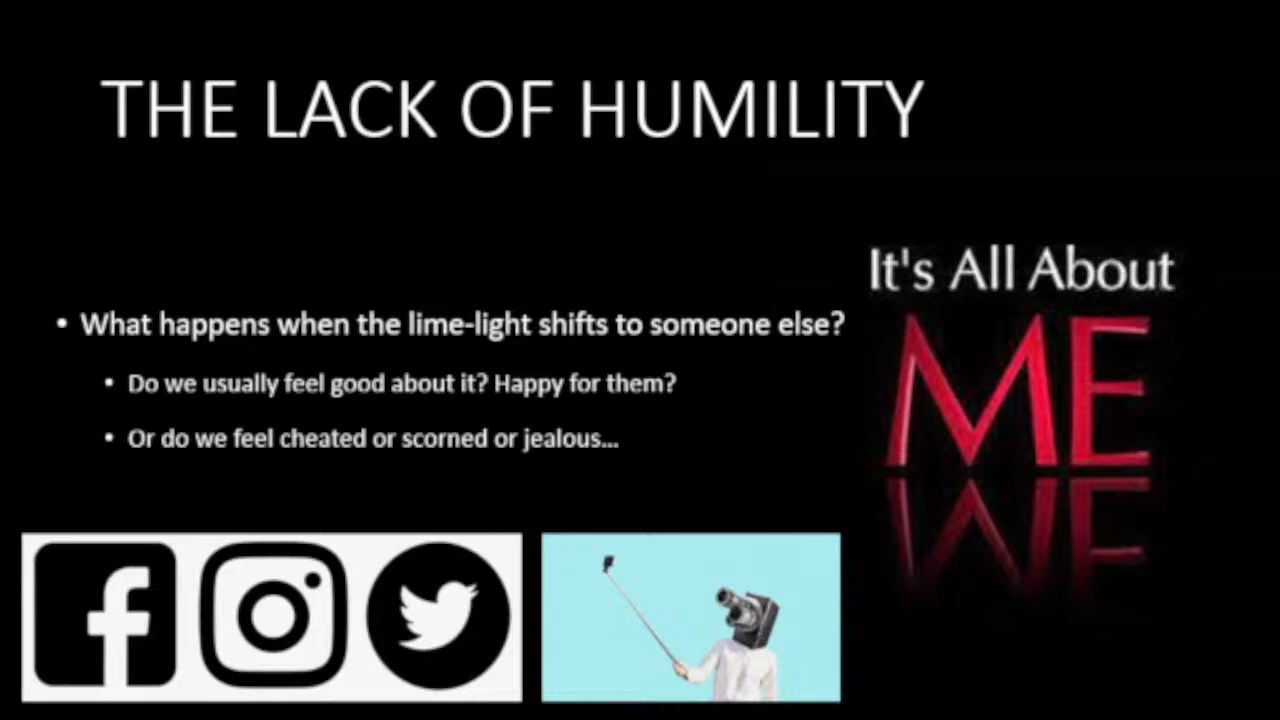 THE LACK OF HUMILITY
It's All About
ME
• What happens when the lime-light shifts to someone else?
• Do we usually feel good about it? Happy for them?
• Or do we feel cheated or scorned or jealous...